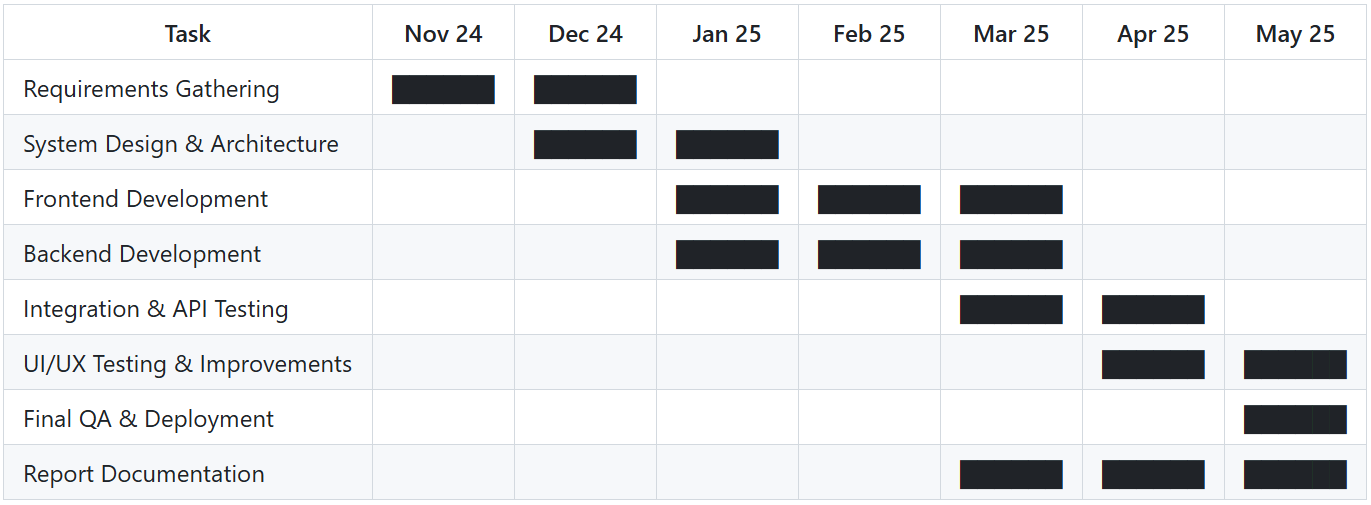 Task Nov 24 Dec 24 Jan 25 Feb 25 Mar 25 Apr 25 May 25
Requirements Gathering
System Design & Architecture
Frontend Development
Backend Development
Integration & API Testing
UI/UX Testing & Improvements
Final QA & Deployment
Report Documentation